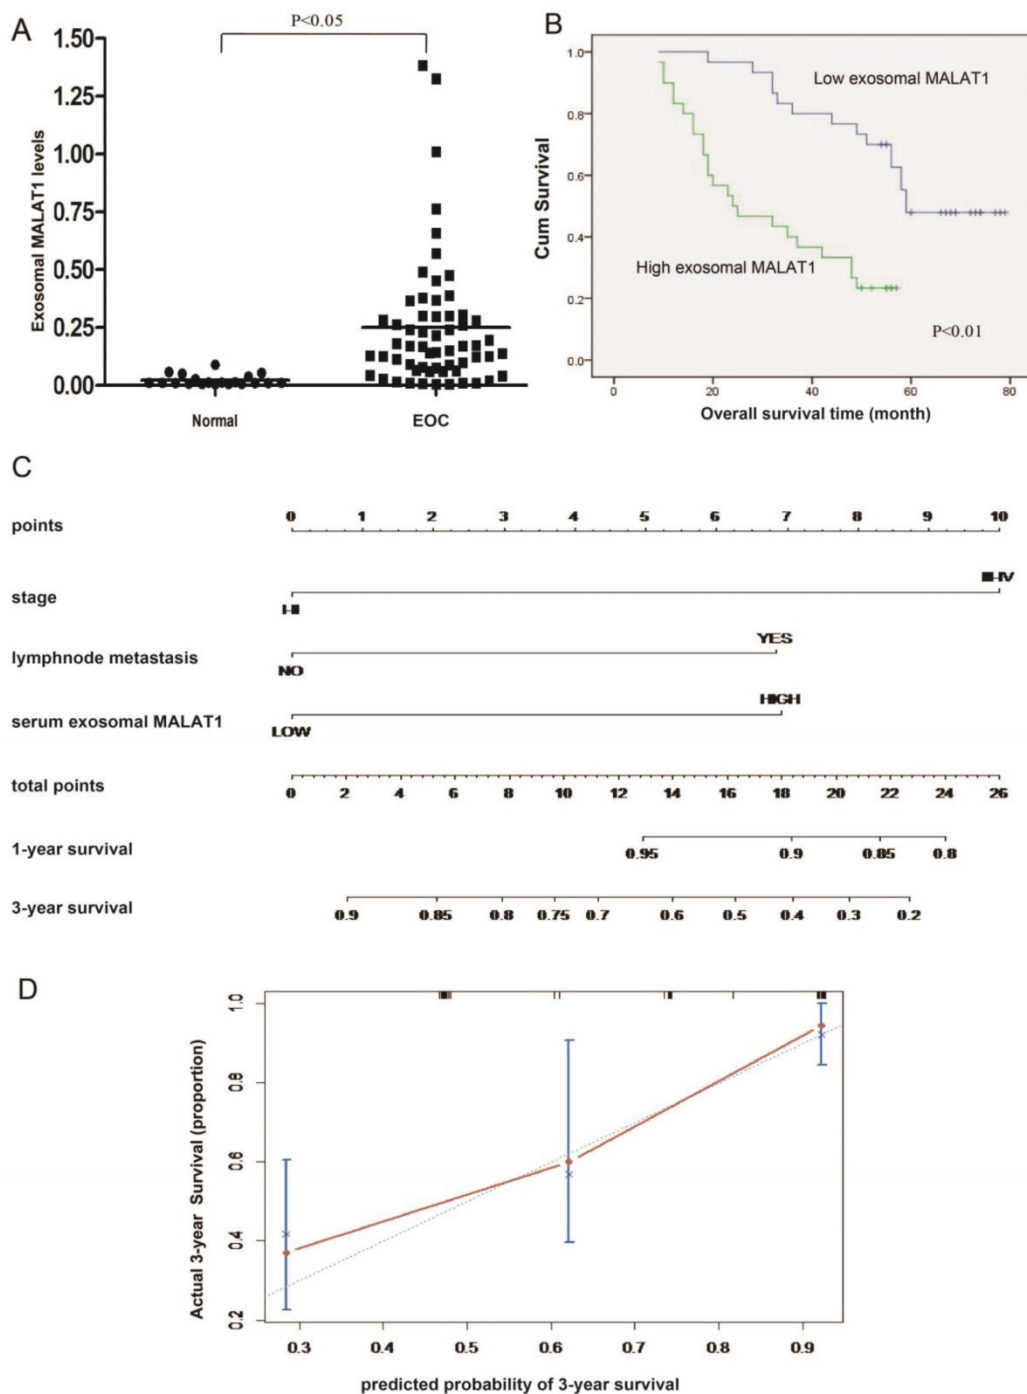 A
P<0.05
Exosomal MALAT1 levels
1.50
1.25
1.00
0.75
0.50
0.25
0.00
Normal EOC
B
Cum Survival
1.0
0.8
0.6
0.4
0.2
0.0
Low exosomal MALAT1
High exosomal MALAT1
P<0.01
0 20 40 60 80
Overall survival time (month)
C
points 0 1 2 3 4 5 6 7 8 9 10
stage
IV
lymphnode metastasis
YES
NO
serum exosomal MALAT1
HIGH
LOW
total points
0 2 4 6 8 10 12 14 16 18 20 22 24 26
1-year survival
0.95 0.9 0.85 0.8
3-year survival
0.9 0.85 0.8 0.75 0.7 0.6 0.5 0.4 0.3 0.2
D
Actual 3-year Survival (proportion)
1.0
0.8
0.6
0.4
0.2
0.3 0.4 0.5 0.6 0.7 0.8 0.9
predicted probability of 3-year survival